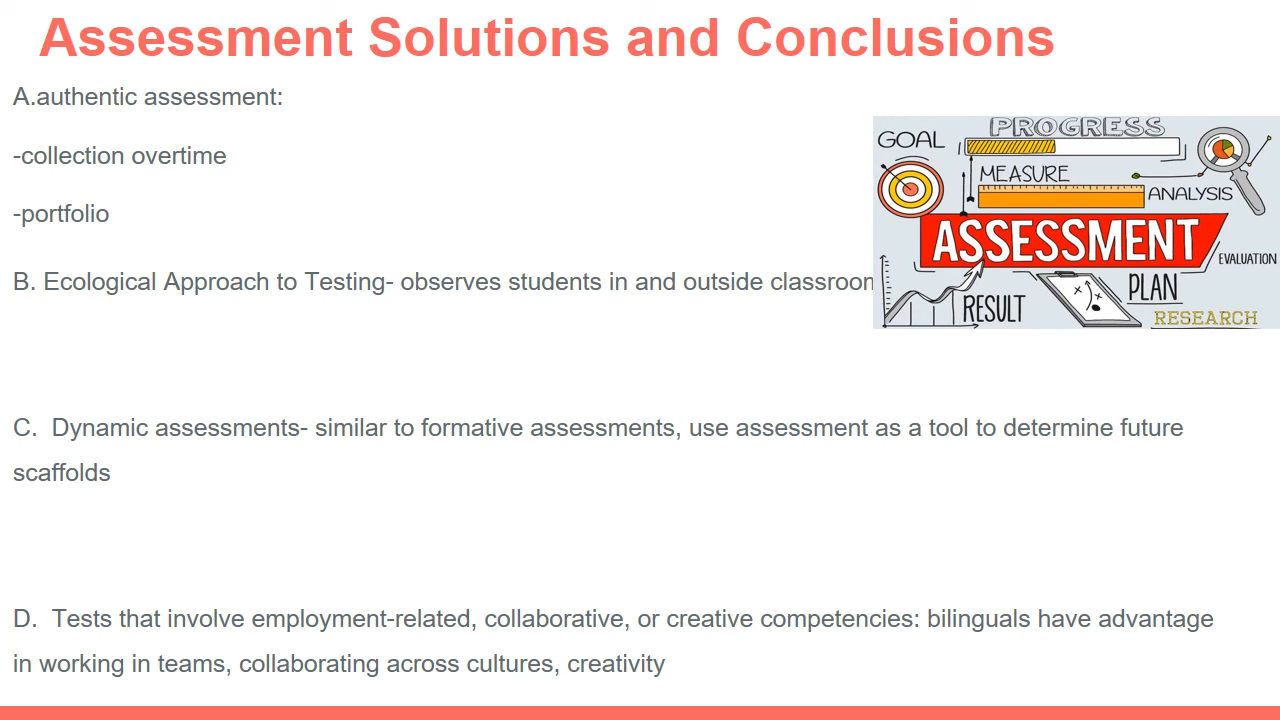 Assessment Solutions and Conclusions
A.authentic assessment:
-collection overtime
-portfolio
B. Ecological Approach to Testing- observes students in and outside classroom
C.  Dynamic assessments- similar to formative assessments, use assessment as a tool to determine future
scaffolds
D.  Tests that involve employment-related, collaborative, or creative competencies: bilinguals have advantage
in working in teams, collaborating across cultures, creativity
GOAL
PROGRESS
MEASURE
ANALYSIS
ASSESSMENT
EVALUATION
RESULT
PLAN
RESEARCH